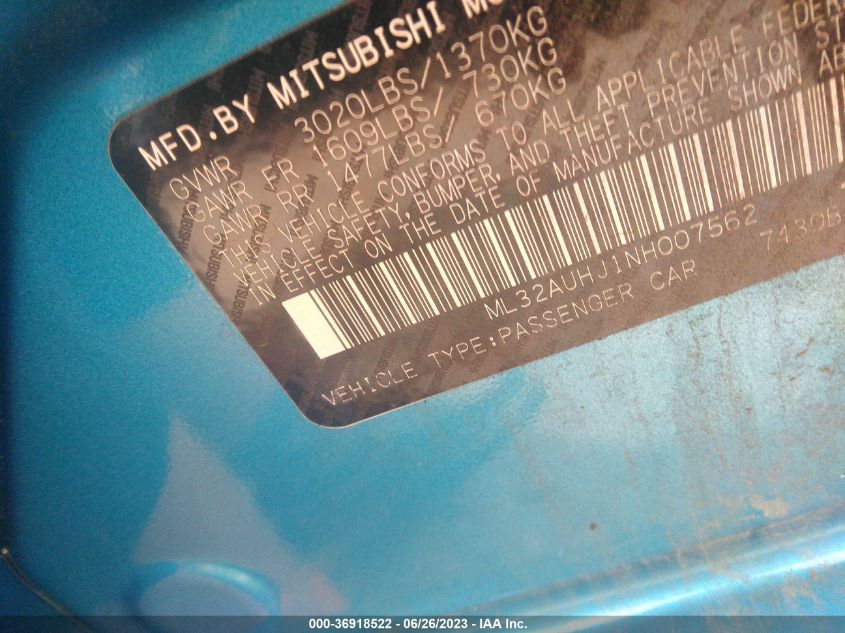 MFD.BY MITSUBISHI
GVWR 3020LBS/1370KG
GAWR FR 1609LBS/ 730KG
GAWR RR 1477LBS/ 670KG
THIS VEHICLE CONFORMS TO ALL APPLICABLE
VEHICLE SAFETY, BUMPER, AND THEFT PREVENTION
IN EFFECT ON THE DATE OF MANUFACTURE SHOWN
ML32AUHJ1NH007562
VEHICLE TYPE:PASSENGER CAR
000-36918522 - 06/26/2023 - IAA Inc.